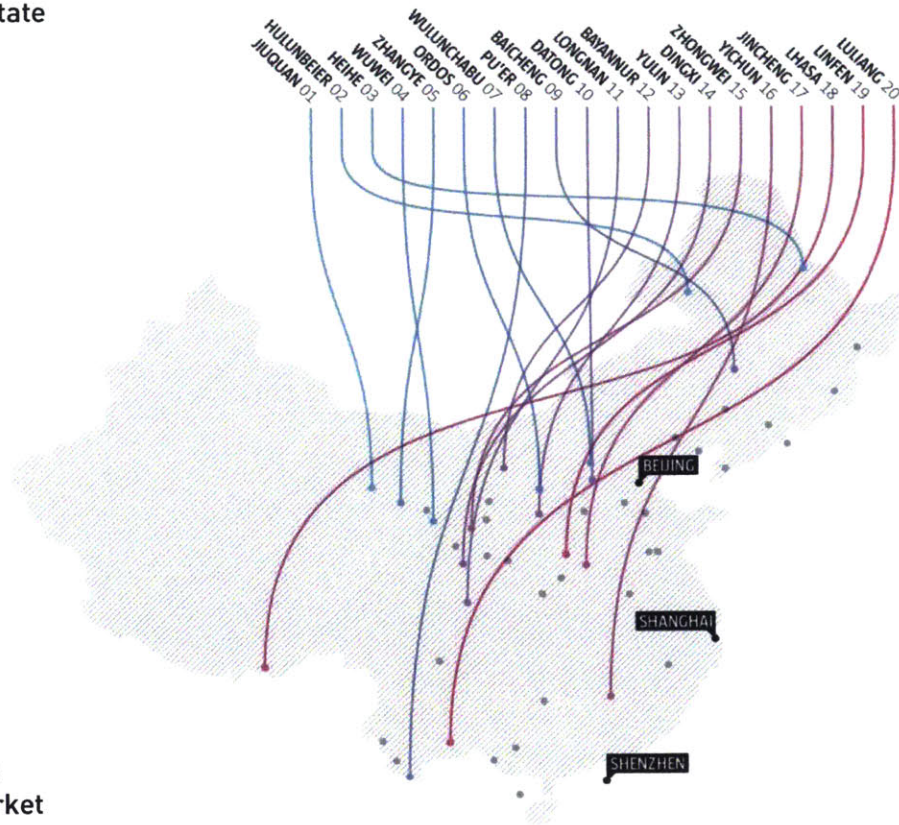 tate
JIUQUAN 01
HULUNBEIER 02
HEIHE 03
WUWEI 04
ZHANGYE 05
ORDOS 06
WULUNCHABU 07
PU'ER 08
BAICHENG 09
DATONG 10
LONGNAN 11
BAYANNUR 12
YULIN 13
DINGXI 14
ZHONGWEI 15
YICHUN 16
JINCHENG 17
LHASA 18
LINFEN 19
LULIANG 20
BEIJING
SHANGHAI
SHENZHEN
rket